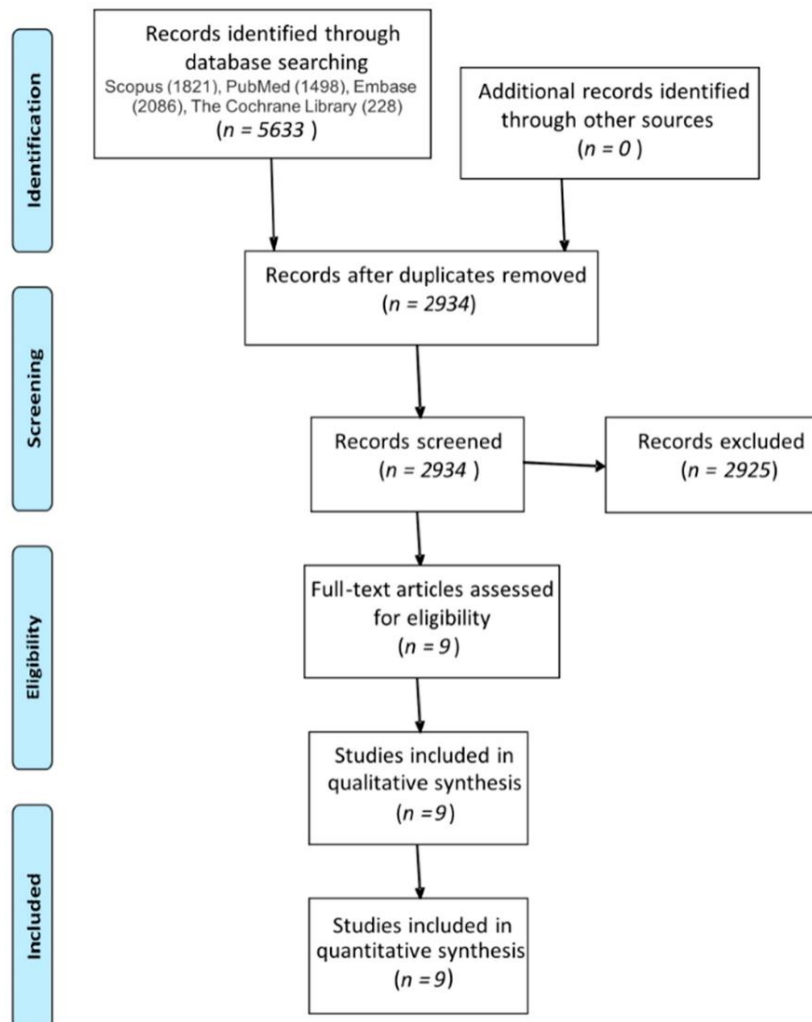 Identification
Records identified through
database searching
Scopus (1821), PubMed (1498), Embase
(2086), The Cochrane Library (228)
(n = 5633 )
Additional records identified
through other sources
(n = 0 )
Records after duplicates removed
(n = 2934)
Screening
Records screened
(n = 2934 )
Records excluded
(n = 2925)
Eligibility
Full-text articles assessed
for eligibility
(n = 9 )
Studies included in
qualitative synthesis
(n =9)
Included
Studies included in
quantitative synthesis
(n =9)